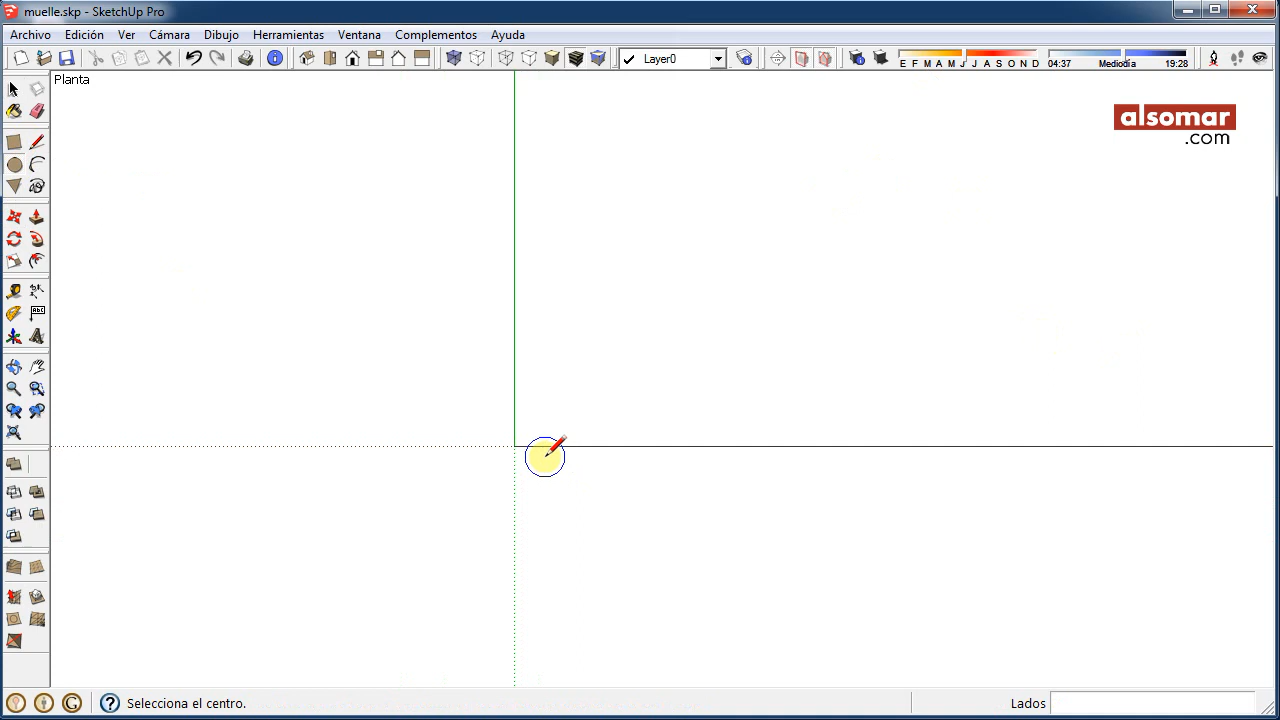 muelle.skp - SketchUp Pro
Archivo Edición Ver Cámara Dibujo Herramientas Ventana Complementos Ayuda
Layer0
E F M A M J J A S O N D
04:37 Mediodía 19:28
Planta
alsomar
.com
Abc
Selecciona el centro.
Lados